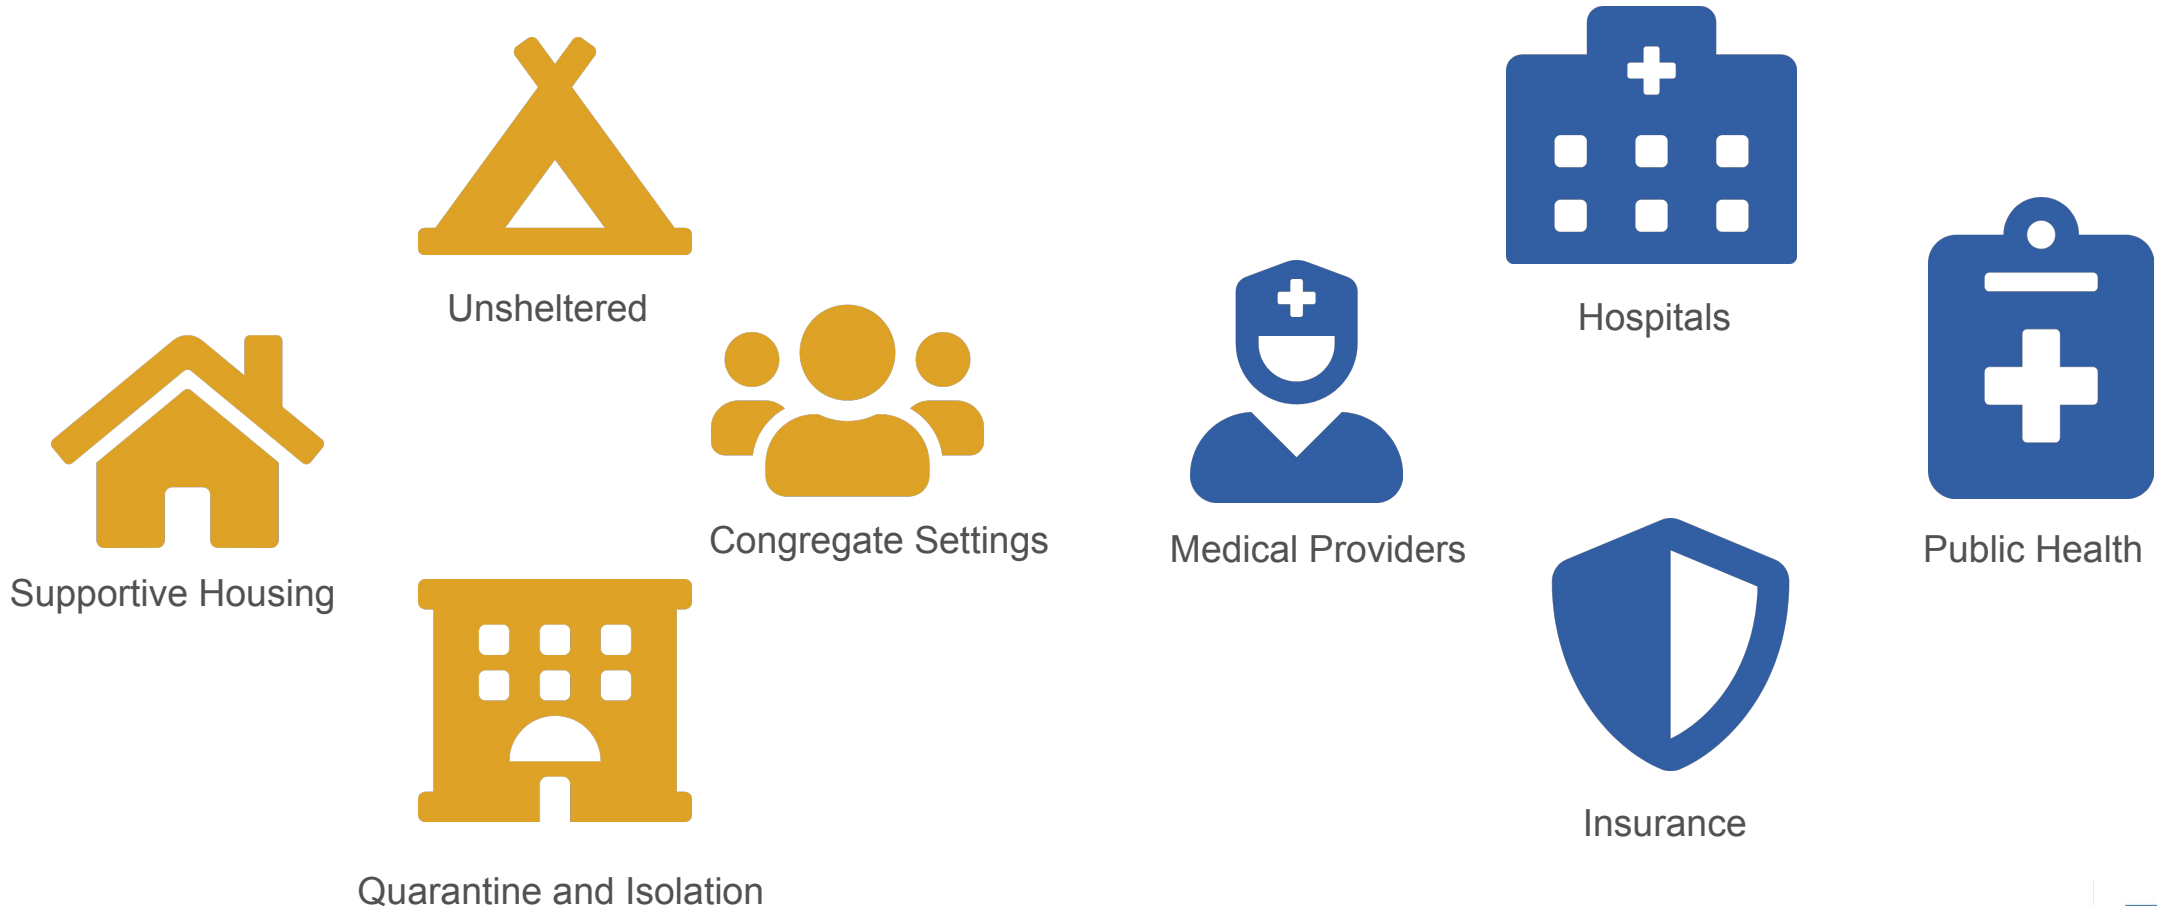 Unsheltered
Supportive Housing
Congregate Settings
Quarantine and Isolation
Hospitals
Medical Providers
Public Health
Insurance